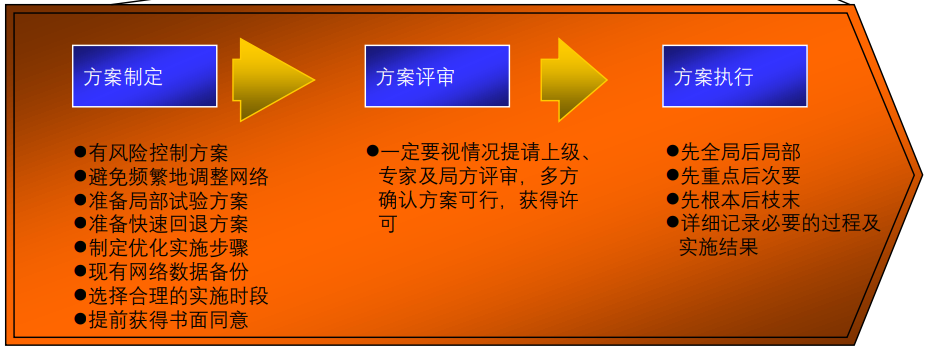 方案制定
●有风险控制方案
●避免频繁地调整网络
●准备局部试验方案
●准备快速回退方案
●制定优化实施步骤
●现有网络数据备份
●选择合理的实施时段
●提前获得书面同意
方案评审
●一定要视情况提请上级、
专家及局方评审，多方
确认方案可行，获得许
可
方案执行
●先全局后局部
●先重点后次要
●先根本后枝末
●详细记录必要的过程及
实施结果